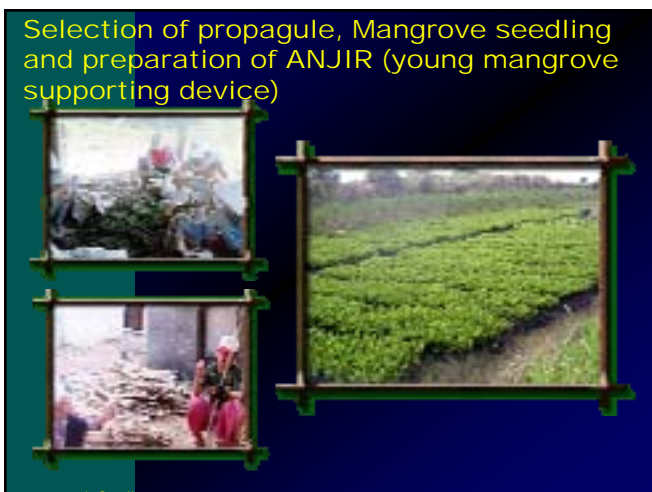 Selection of propagule, Mangrove seedling
and preparation of ANJIR (young mangrove
supporting device)